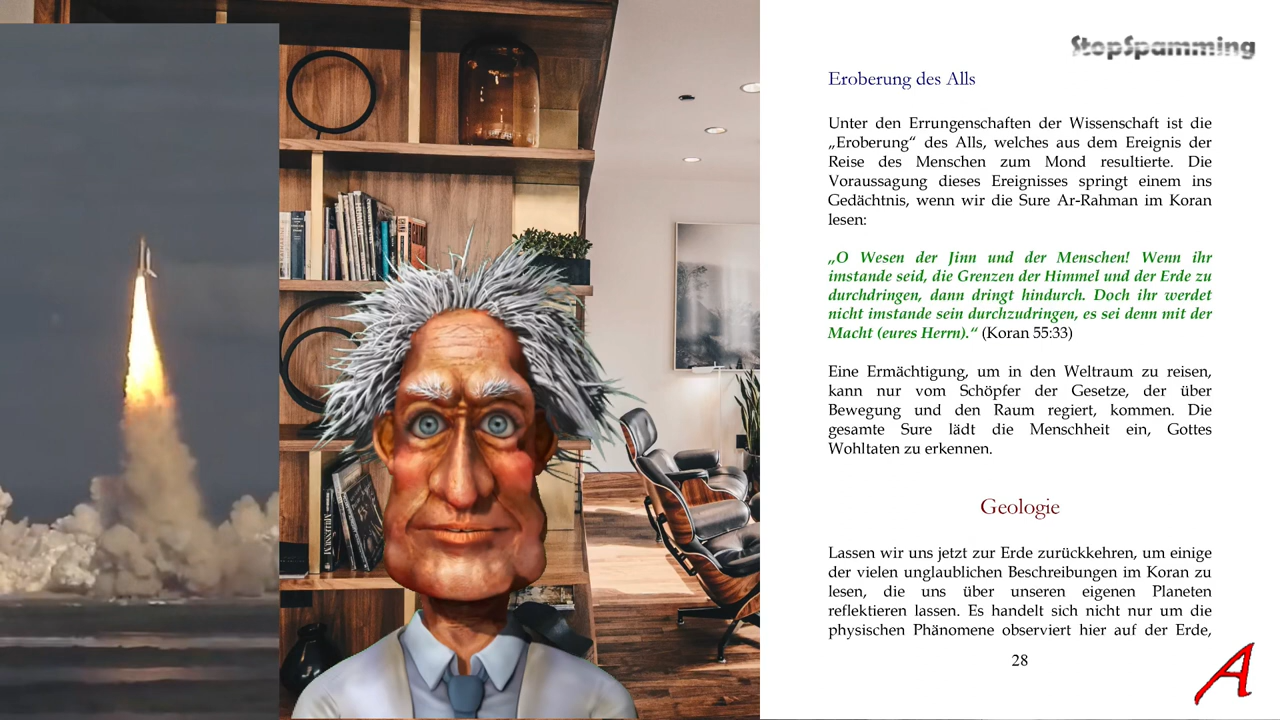 StopSpamming
Eroberung des Alls
Unter den Errungenschaften der Wissenschaft ist die
„Eroberung“ des Alls, welches aus dem Ereignis der
Reise des Menschen zum Mond resultierte. Die
Voraussagung dieses Ereignisses springt einem ins
Gedächtnis, wenn wir die Sure Ar-Rahman im Koran
lesen:
„O Wesen der Jinn und der Menschen! Wenn ihr
imstande seid, die Grenzen der Himmel und der Erde zu
durchdringen, dann dringt hindurch. Doch ihr werdet
nicht imstande sein durchzudringen, es sei denn mit der
Macht (eures Herrn).“ (Koran 55:33)
Eine Ermächtigung, um in den Weltraum zu reisen,
kann nur vom Schöpfer der Gesetze, der über
Bewegung und den Raum regiert, kommen. Die
gesamte Sure lädt die Menschheit ein, Gottes
Wohltaten zu erkennen.
Geologie
Lassen wir uns jetzt zur Erde zurückkehren, um einige
der vielen unglaublichen Beschreibungen im Koran zu
lesen, die uns über unseren eigenen Planeten
reflektieren lassen. Es handelt sich nicht nur um die
physischen Phänomene observiert hier auf der Erde,
28
A
MILLENNIUM